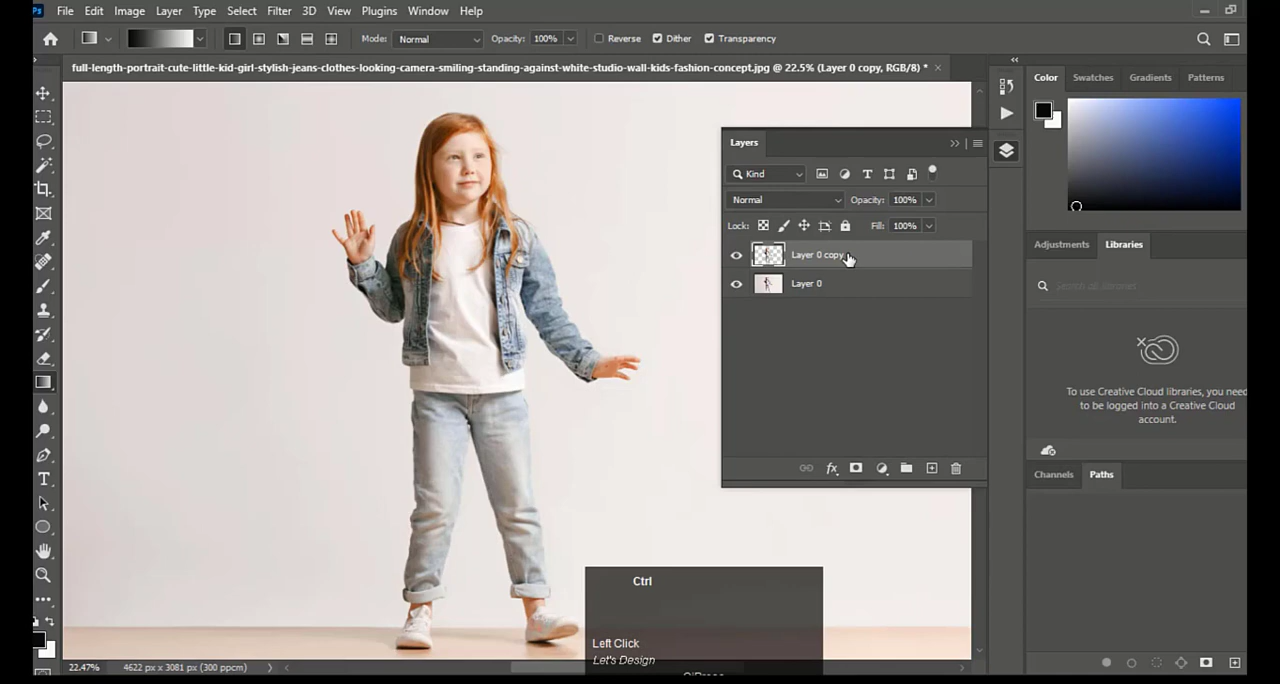 Ps File Edit Image Layer Type Select Filter 3D View Plugins Window Help
Mode: Normal Opacity: 100% Reverse Dither Transparency
full-length-portrait-cute-little-kid-girl-stylish-jeans-clothes-looking-camera-smiling-standing-against-white-studio-wall-kids-fashion-concept.jpg @ 22.5% (Layer 0 copy, RGB/8) *
Layers
Kind
Normal Opacity: 100%
Lock: Fill: 100%
Layer 0 copy
Layer 0
fx
Color Swatches Gradients Patterns
Adjustments Libraries
Search all libraries
To use Creative Cloud libraries, you need
to be logged into a Creative Cloud
account.
Channels Paths
Ctrl
Left Click
Let's Design
22.47% 4622 px x 3081 px (300 ppcm)